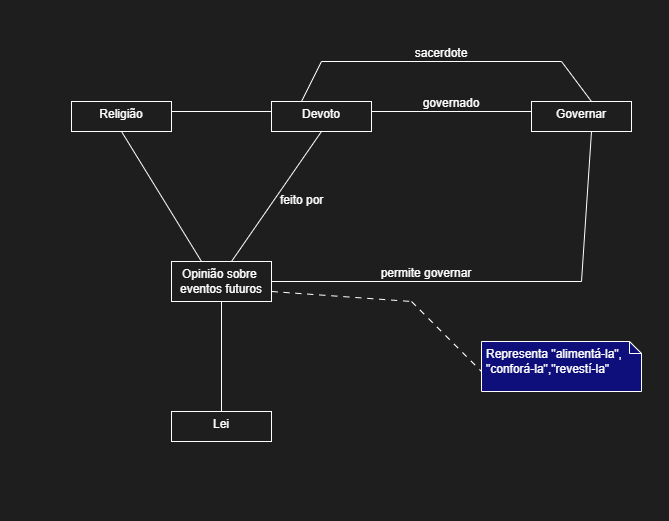 sacerdote
Religião
Devoto
governado
Governar
feito por
Opinião sobre
eventos futuros
permite governar
Representa "alimentá-la",
"conforá-la","revestí-la"
Lei